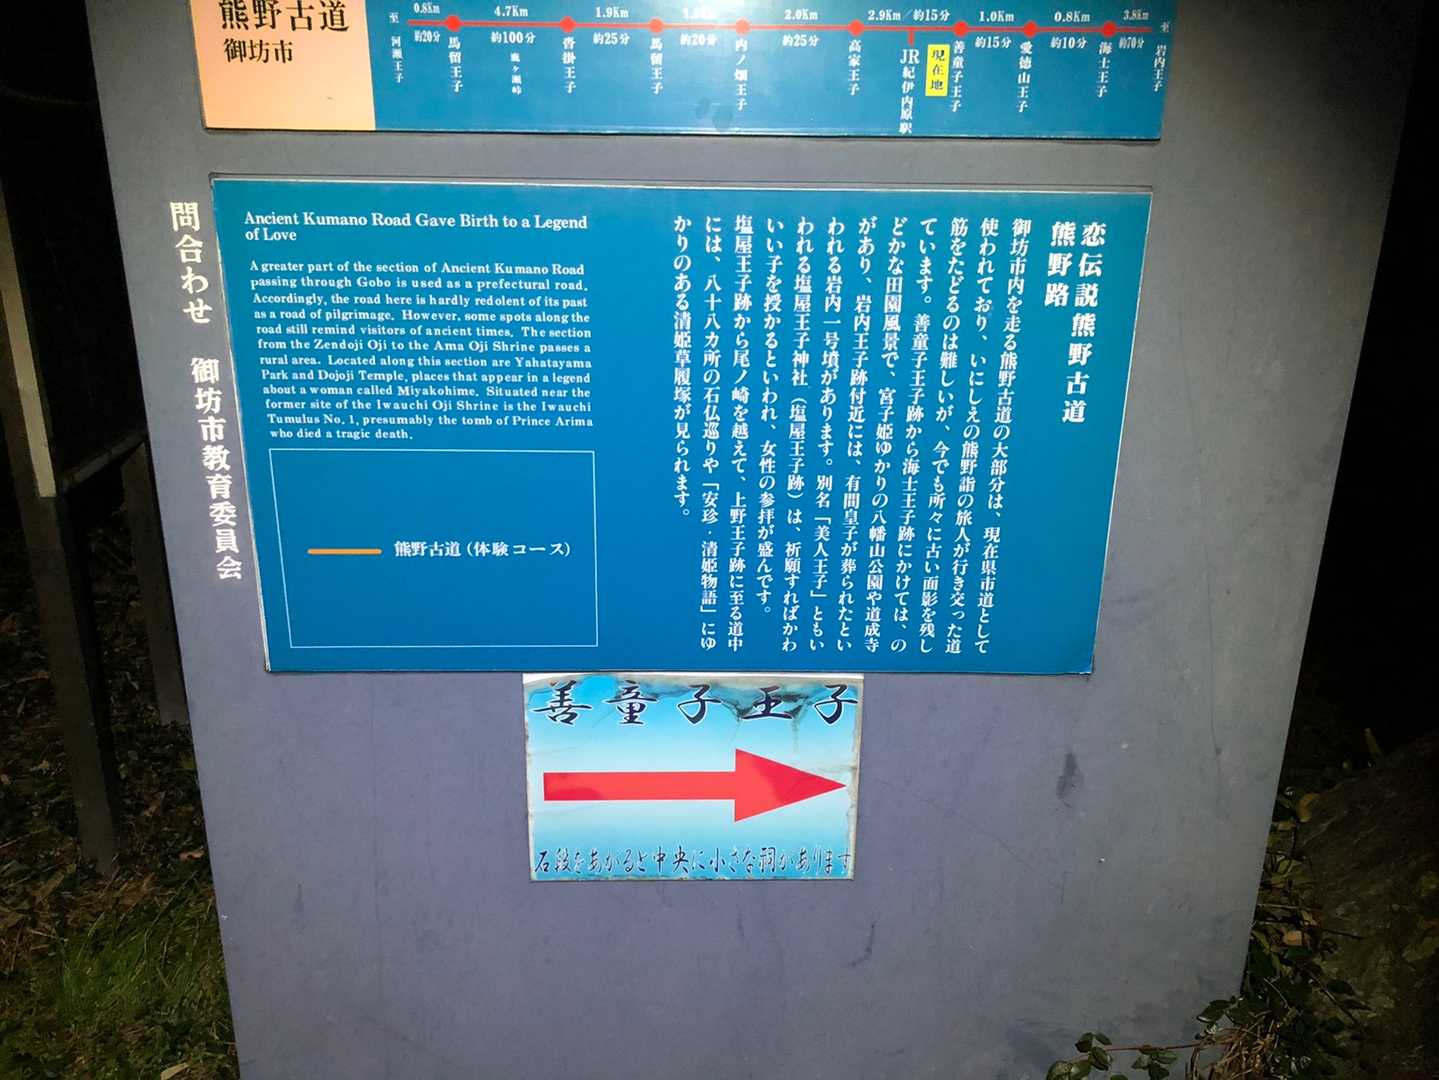 熊野古道
御坊市
至 河瀬王子
0.8Km
約20分
馬留王子
4.7Km
約100分
鹿ヶ瀬峠
沓掛王子
1.9Km
約25分
馬留王子
約20分
内ノ畑王子
2.0Km
約25分
高家王子
2.9Km／約15分
JR紀伊内原駅
現在地
善童子王子
1.0Km
約15分
愛徳山王子
0.8Km
約10分
海士王子
3.8Km
約70分
至 岩内王子
問合わせ 御坊市教育委員会
Ancient Kumano Road Gave Birth to a Legend
of Love
A greater part of the section of Ancient Kumano Road
passing through Gobo is used as a prefectural road.
Accordingly, the road here is hardly redolent of its past
as a road of pilgrimage. However, some spots along the
road still remind visitors of ancient times. The section
from the Zendoji Oji to the Ama Oji Shrine passes a
rural area. Located along this section are Yahatayama
Park and Dojoji Temple, places that appear in a legend
about a woman called Miyakohime. Situated near the
former site of the Iwauchi Oji Shrine is the Iwauchi
Tumulus No. 1, presumably the tomb of Prince Arima
who died a tragic death.
熊野古道（体験コース）
恋伝説熊野古道
熊野路
御坊市内を走る熊野古道の大部分は、現在県市道として
使われており、いにしえの熊野詣の旅人が行き交った道
筋をたどるのは難しいが、今でも所々に古い面影を残し
ています。善童子王子跡から海士王子跡にかけては、の
どかな田園風景で、宮子姫ゆかりの八幡山公園や道成寺
があり、岩内王子跡付近には、有間皇子が葬られたとい
われる岩内一号墳があります。別名「美人王子」ともい
われる塩屋王子神社（塩屋王子跡）は、祈願すればかわ
いい子を授かるといわれ、女性の参拝が盛んです。
塩屋王子跡から尾ノ崎を越えて、上野王子跡に至る道中
には、八十八カ所の石仏巡りや「安珍・清姫物語」にゆ
かりのある清姫草履塚が見られます。
善童子王子
石段をあがると中央に小さな祠があります